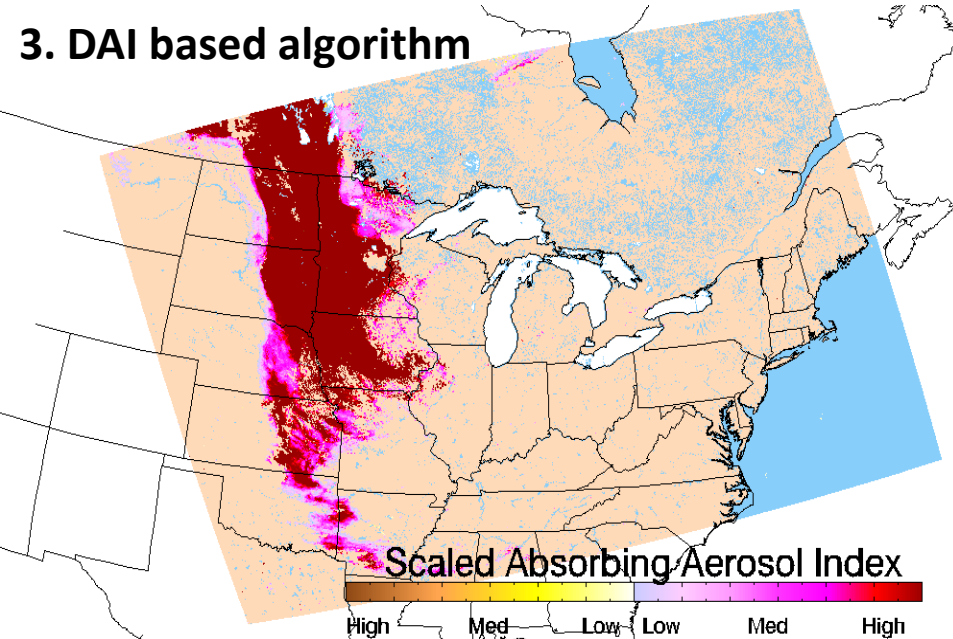 3. DAI based algorithm
Scaled Absorbing Aerosol Index
High Med Low Low Med High